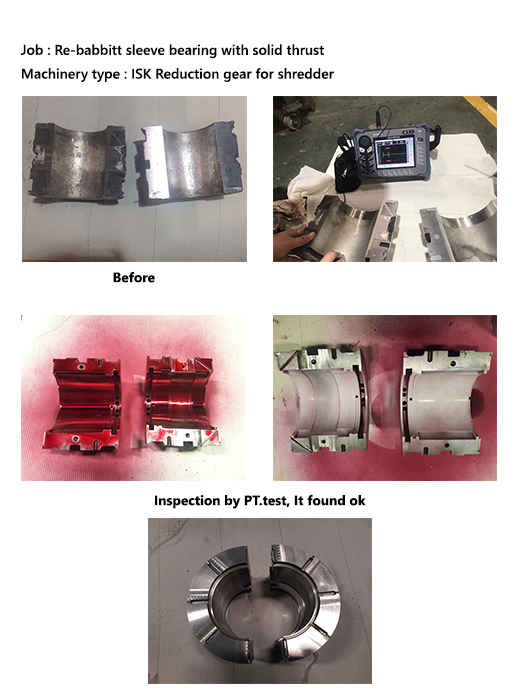 Job : Re-babbitt sleeve bearing with solid thrust
Machinery type : ISK Reduction gear for shredder
Before
Inspection by PT.test, It found ok